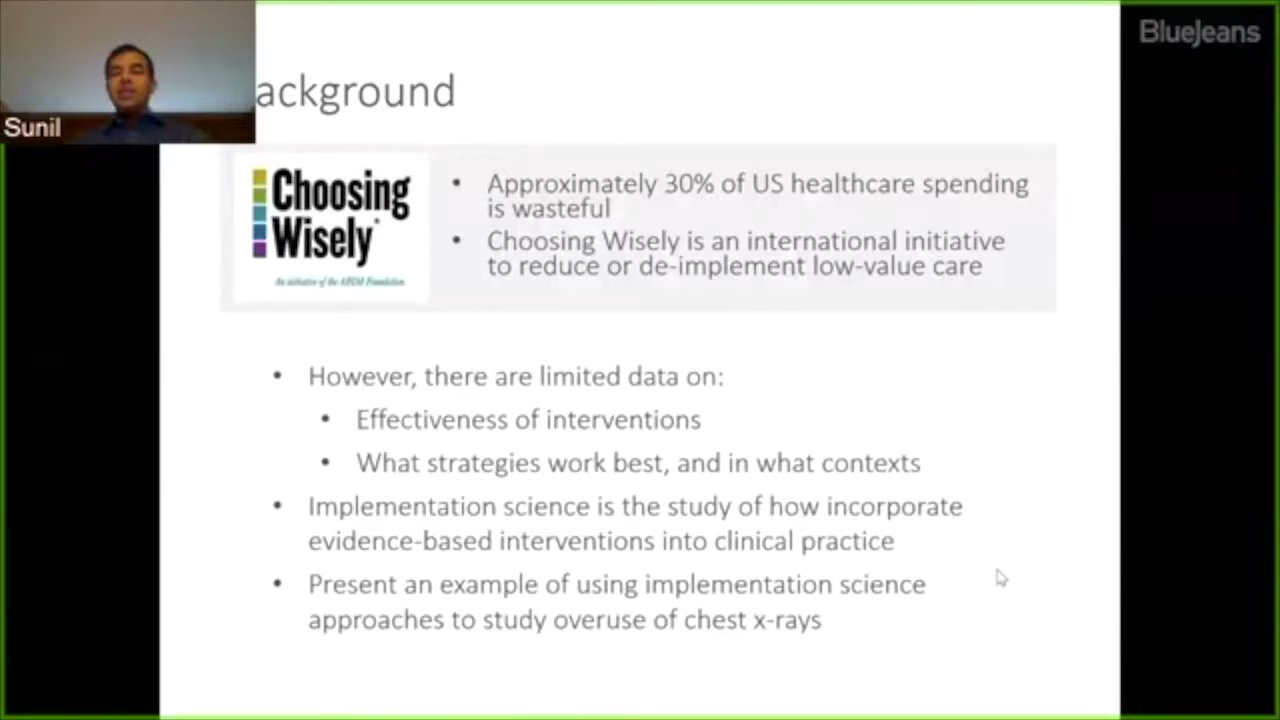 BlueJeans
Sunil
ackground
Choosing
Wisely
An initiative of the ABIM Foundation
• Approximately 30% of US healthcare spending
is wasteful
• Choosing Wisely is an international initiative
to reduce or de-implement low-value care
• However, there are limited data on:
• Effectiveness of interventions
• What strategies work best, and in what contexts
• Implementation science is the study of how incorporate
evidence-based interventions into clinical practice
• Present an example of using implementation science
approaches to study overuse of chest x-rays